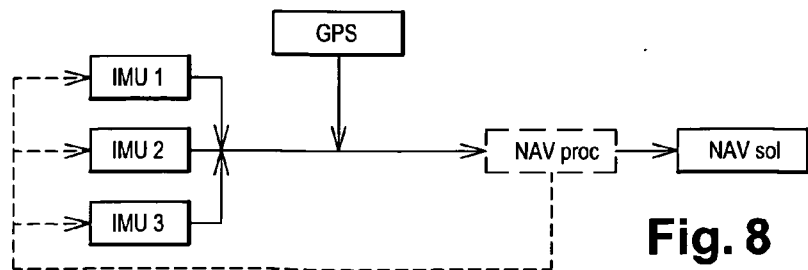 GPS
IMU 1
IMU 2
NAV proc
NAV sol
IMU 3
Fig. 8